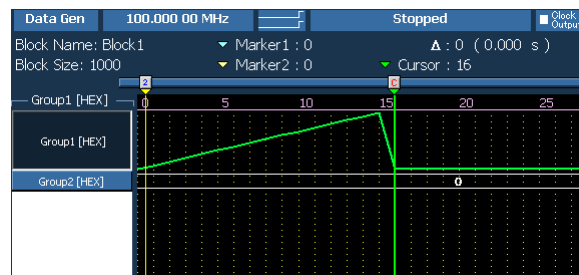 Data Gen 100.000 00 MHz Stopped Clock Output
Block Name: Block1 Marker1 : 0 Δ : 0 ( 0.000 s )
Block Size: 1000 Marker2 : 0 Cursor : 16
2 C
Group1 [HEX] 0 5 10 15 20 25
Group1 [HEX]
Group2 [HEX] 0